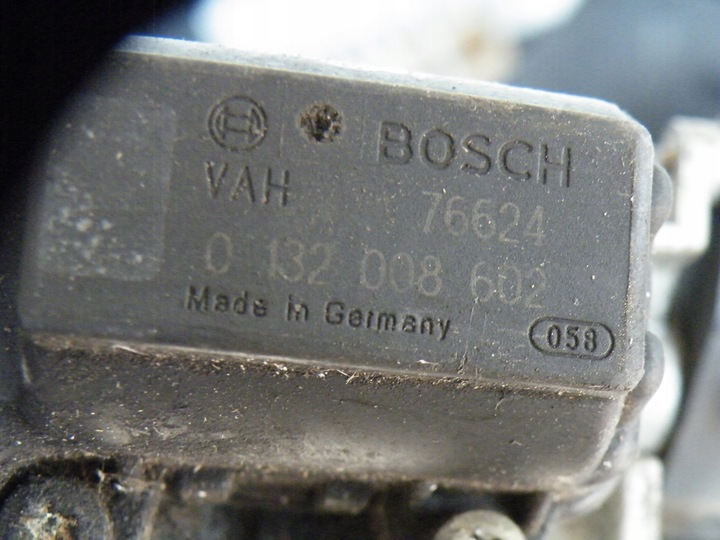 BOSCH
VAH 76624
0 132 008 602
Made in Germany 058